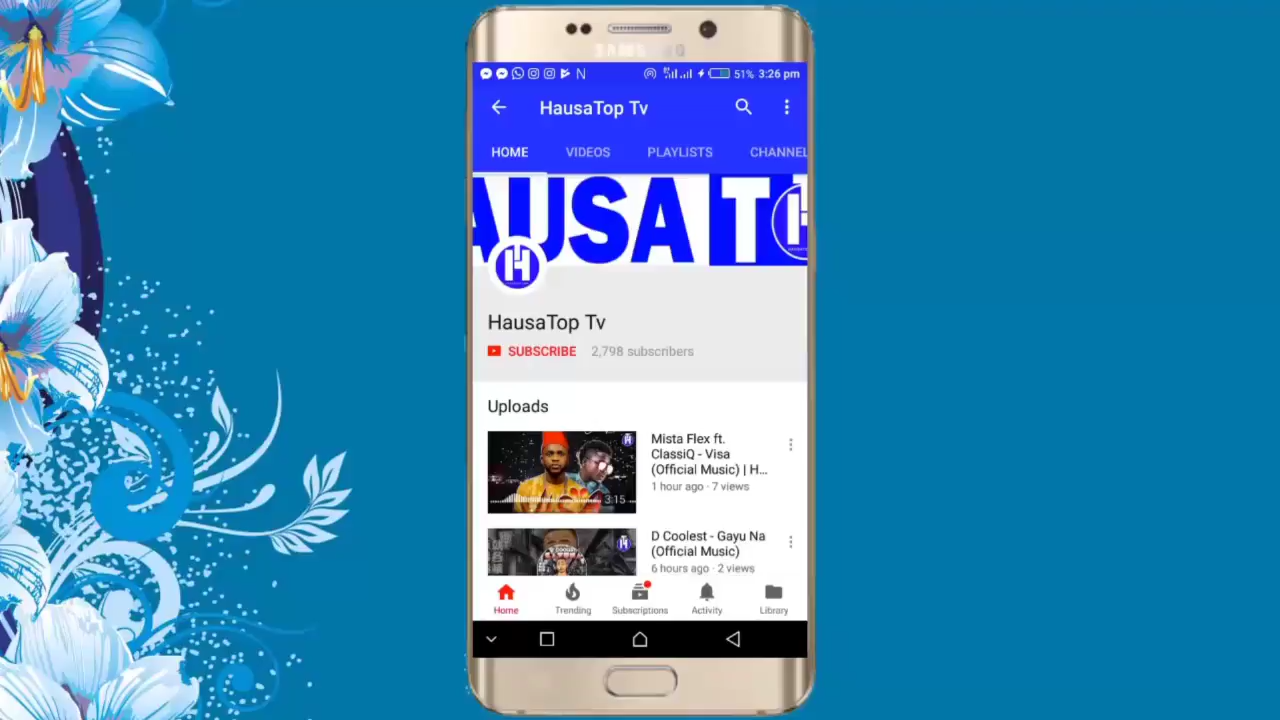 SAMSUNG
51% 3:26 pm
HausaTop Tv
HOME VIDEOS PLAYLISTS CHANNEL
AUSA T
HausaTop Tv
SUBSCRIBE 2,798 subscribers
Uploads
Mista Flex ft.
ClassiQ - Visa
(Official Music) | H...
1 hour ago · 7 views
3:15
D Coolest - Gayu Na
(Official Music)
6 hours ago · 2 views
Home Trending Subscriptions Activity Library